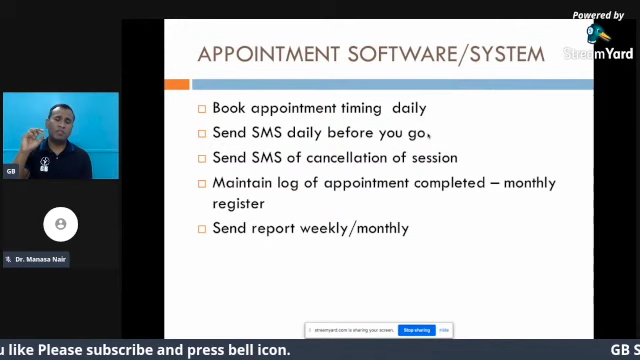 Powered by
StreamYard
APPOINTMENT SOFTWARE/SYSTEM
Book appointment timing daily
Send SMS daily before you go
Send SMS of cancellation of session
Maintain log of appointment completed – monthly
register
Send report weekly/monthly
GB
GB
Dr. Manasa Nair
streamyard.com is sharing your screen.
Stop sharing
Hide
u like Please subscribe and press bell icon.
GB S